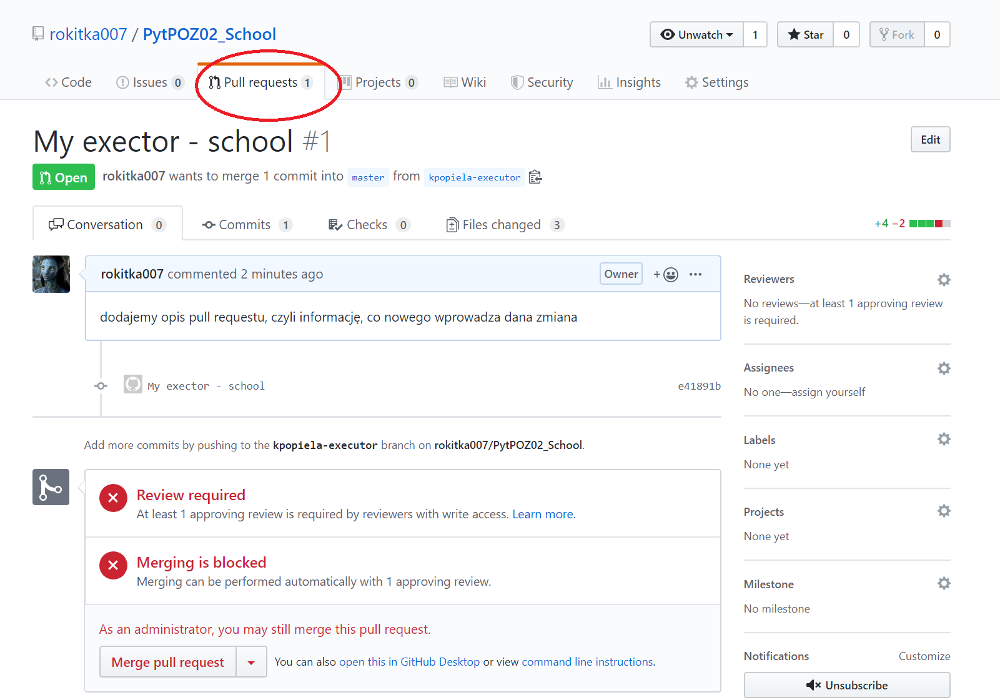 rokitka007 / PytPOZ02_School
Unwatch 1 Star 0 Fork 0
Code Issues 0 Pull requests 1 Projects 0 Wiki Security Insights Settings
My exector - school #1
Edit
Open rokitka007 wants to merge 1 commit into master from kpopiela-executor
Conversation 0 Commits 1 Checks 0 Files changed 3 +4 −2
rokitka007 commented 2 minutes ago Owner +
dodajemy opis pull requestu, czyli informację, co nowego wprowadza dana zmiana
My exector - school e41891b
Add more commits by pushing to the kpopiela-executor branch on rokitka007/PytPOZ02_School.
Review required
At least 1 approving review is required by reviewers with write access. Learn more.
Merging is blocked
Merging can be performed automatically with 1 approving review.
As an administrator, you may still merge this pull request.
Merge pull request You can also open this in GitHub Desktop or view command line instructions.
Reviewers
No reviews—at least 1 approving review
is required.
Assignees
No one—assign yourself
Labels
None yet
Projects
None yet
Milestone
No milestone
Notifications Customize
Unsubscribe